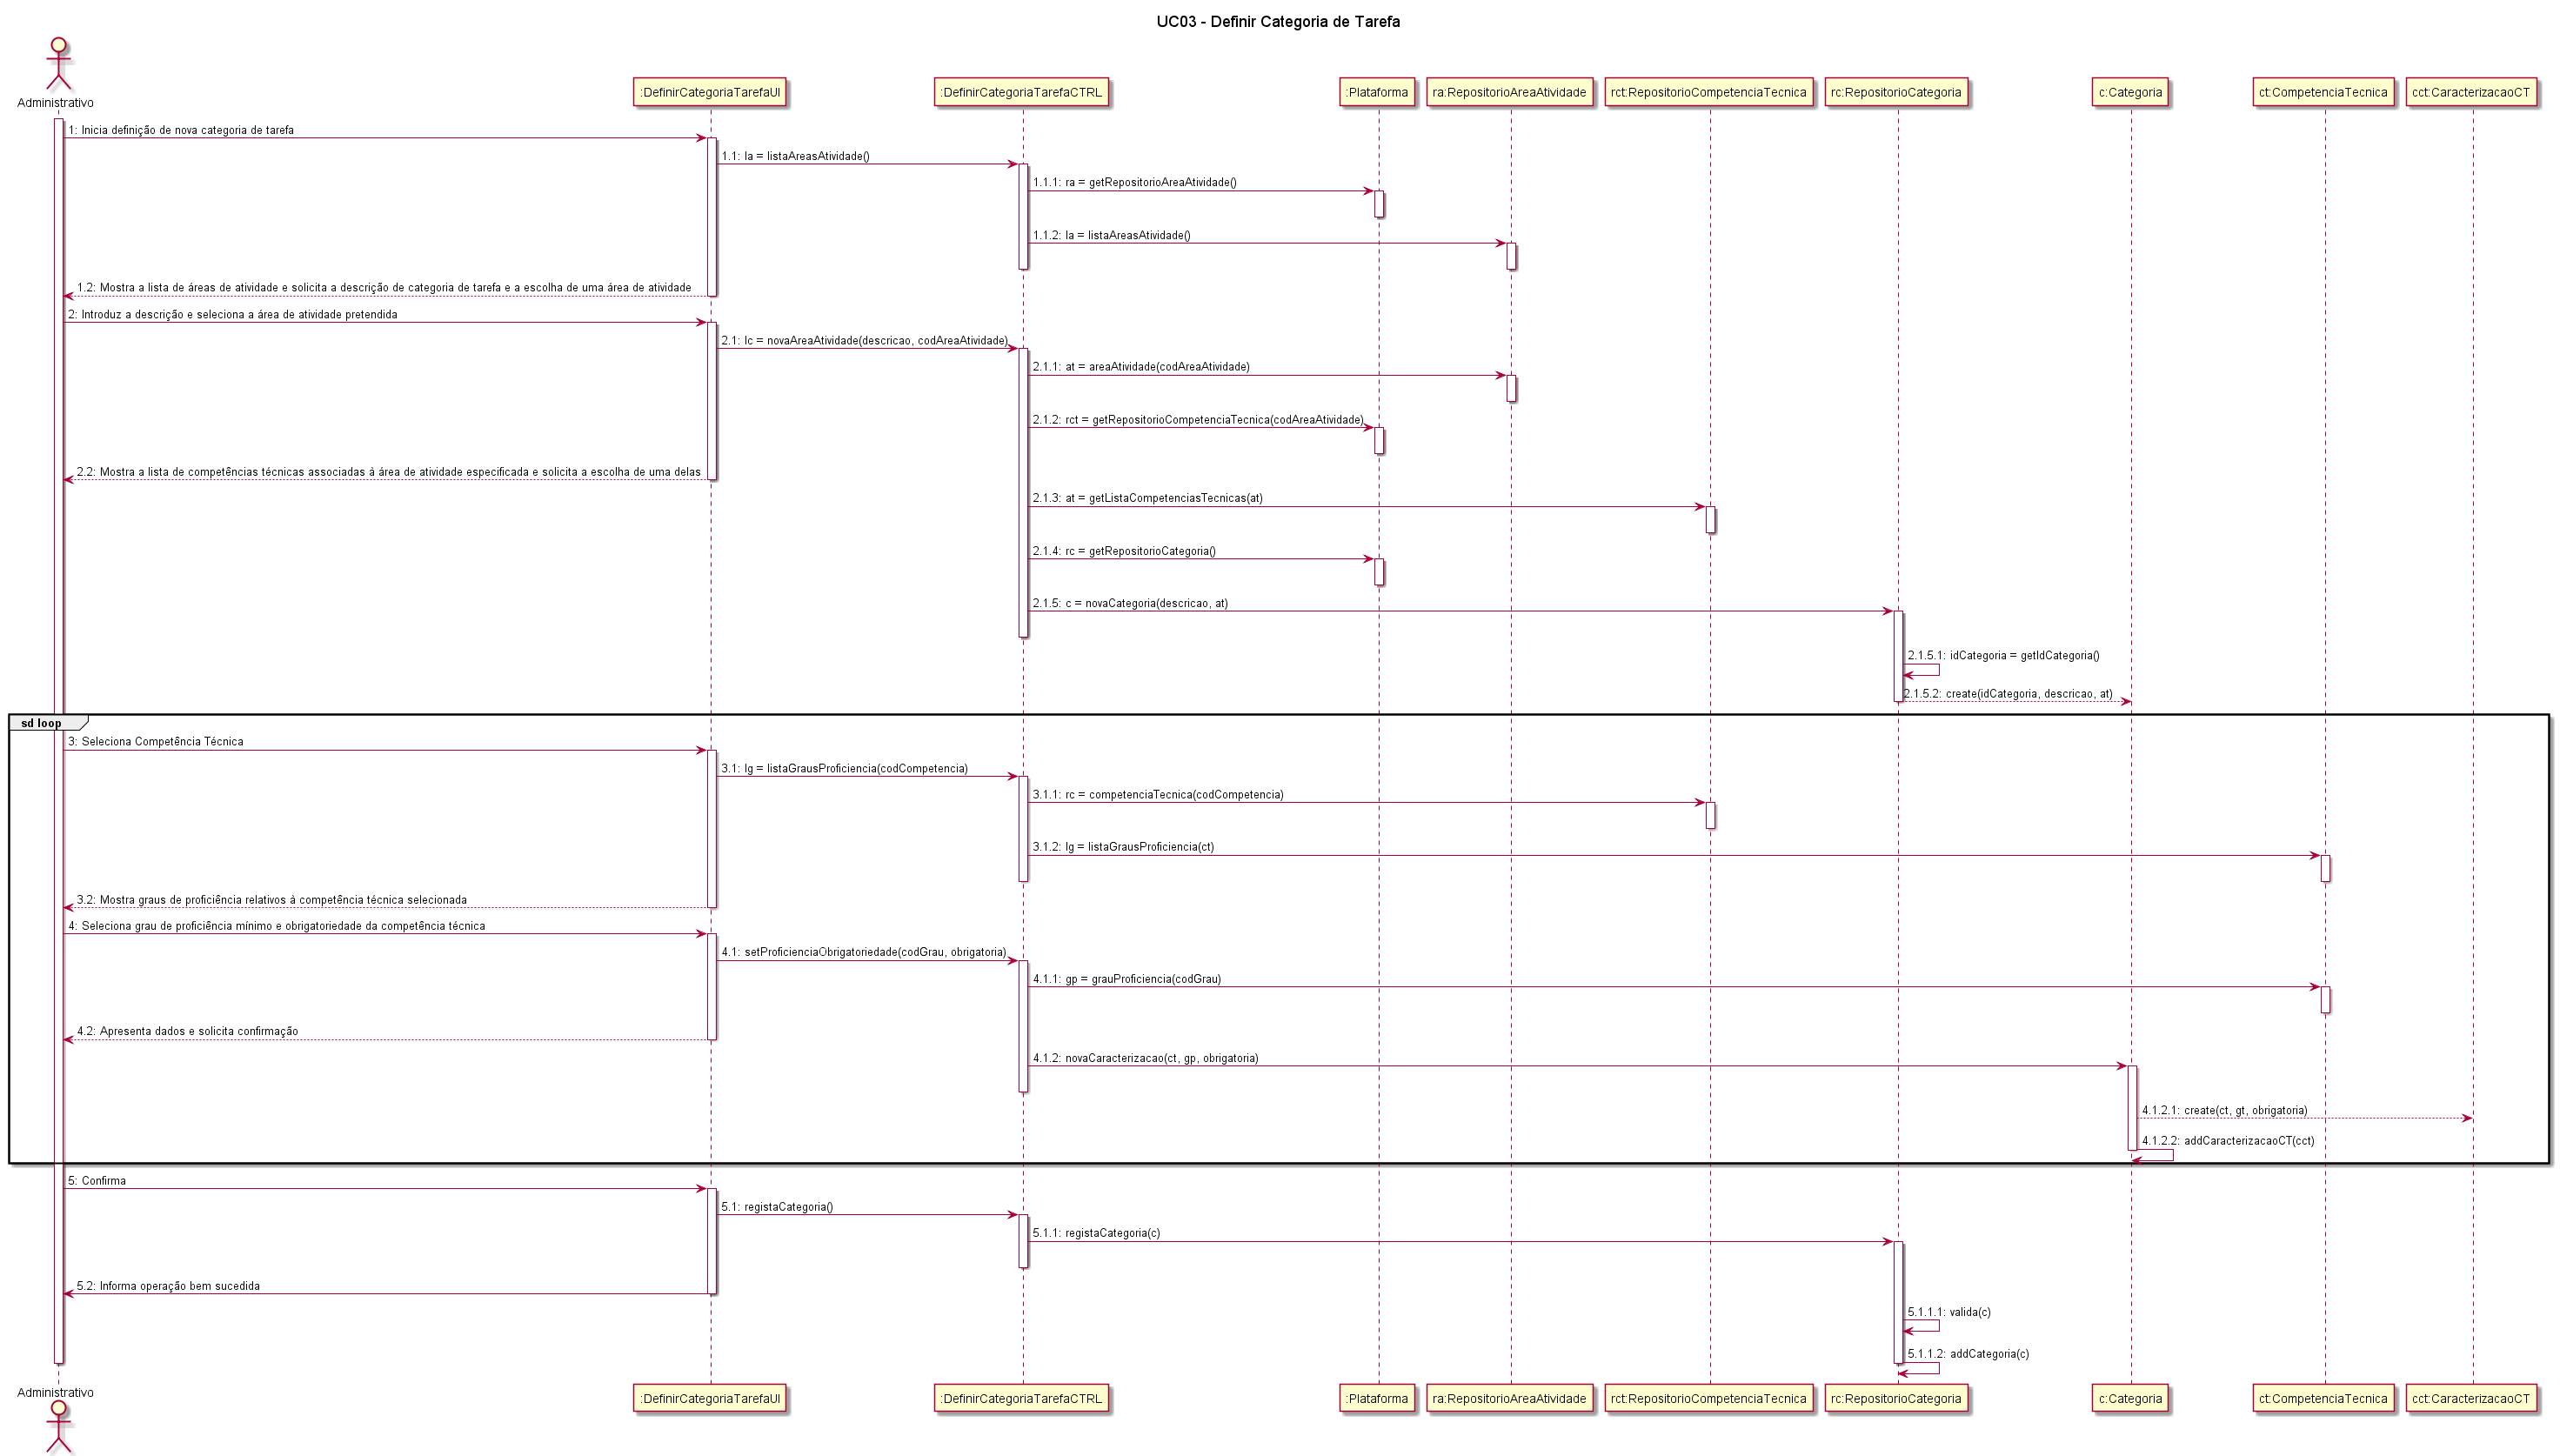 UC03 - Definir Categoria de Tarefa
Administrativo
:DefinirCategoriaTarefaUI
:DefinirCategoriaTarefaCTRL
:Plataforma
ra:RepositorioAreaAtividade
rct:RepositorioCompetenciaTecnica
rc:RepositorioCategoria
c:Categoria
ct:CompetenciaTecnica
cct:CaracterizacaoCT
1: Inicia definição de nova categoria de tarefa
1.1: la = listaAreasAtividade()
1.1.1: ra = getRepositorioAreaAtividade()
1.1.2: la = listaAreasAtividade()
1.2: Mostra a lista de áreas de atividade e solicita a descrição de categoria de tarefa e a escolha de uma área de atividade
2: Introduz a descrição e seleciona a área de atividade pretendida
2.1: lc = novaAreaAtividade(descricao, codAreaAtividade)
2.1.1: at = areaAtividade(codAreaAtividade)
2.1.2: rct = getRepositorioCompetenciaTecnica(codAreaAtividade)
2.2: Mostra a lista de competências técnicas associadas à área de atividade especificada e solicita a escolha de uma delas
2.1.3: at = getListaCompetenciasTecnicas(at)
2.1.4: rc = getRepositorioCategoria()
2.1.5: c = novaCategoria(descricao, at)
2.1.5.1: idCategoria = getIdCategoria()
2.1.5.2: create(idCategoria, descricao, at)
sd loop
3: Seleciona Competência Técnica
3.1: lg = listaGrausProficiencia(codCompetencia)
3.1.1: rc = competenciaTecnica(codCompetencia)
3.1.2: lg = listaGrausProficiencia(ct)
3.2: Mostra graus de proficiência relativos à competência técnica selecionada
4: Seleciona grau de proficiência mínimo e obrigatoriedade da competência técnica
4.1: setProficienciaObrigatoriedade(codGrau, obrigatoria)
4.1.1: gp = grauProficiencia(codGrau)
4.2: Apresenta dados e solicita confirmação
4.1.2: novaCaracterizacao(ct, gp, obrigatoria)
4.1.2.1: create(ct, gt, obrigatoria)
4.1.2.2: addCaracterizacaoCT(cct)
5: Confirma
5.1: registaCategoria()
5.1.1: registaCategoria(c)
5.2: Informa operação bem sucedida
5.1.1.1: valida(c)
5.1.1.2: addCategoria(c)
Administrativo
:DefinirCategoriaTarefaUI
:DefinirCategoriaTarefaCTRL
:Plataforma
ra:RepositorioAreaAtividade
rct:RepositorioCompetenciaTecnica
rc:RepositorioCategoria
c:Categoria
ct:CompetenciaTecnica
cct:CaracterizacaoCT